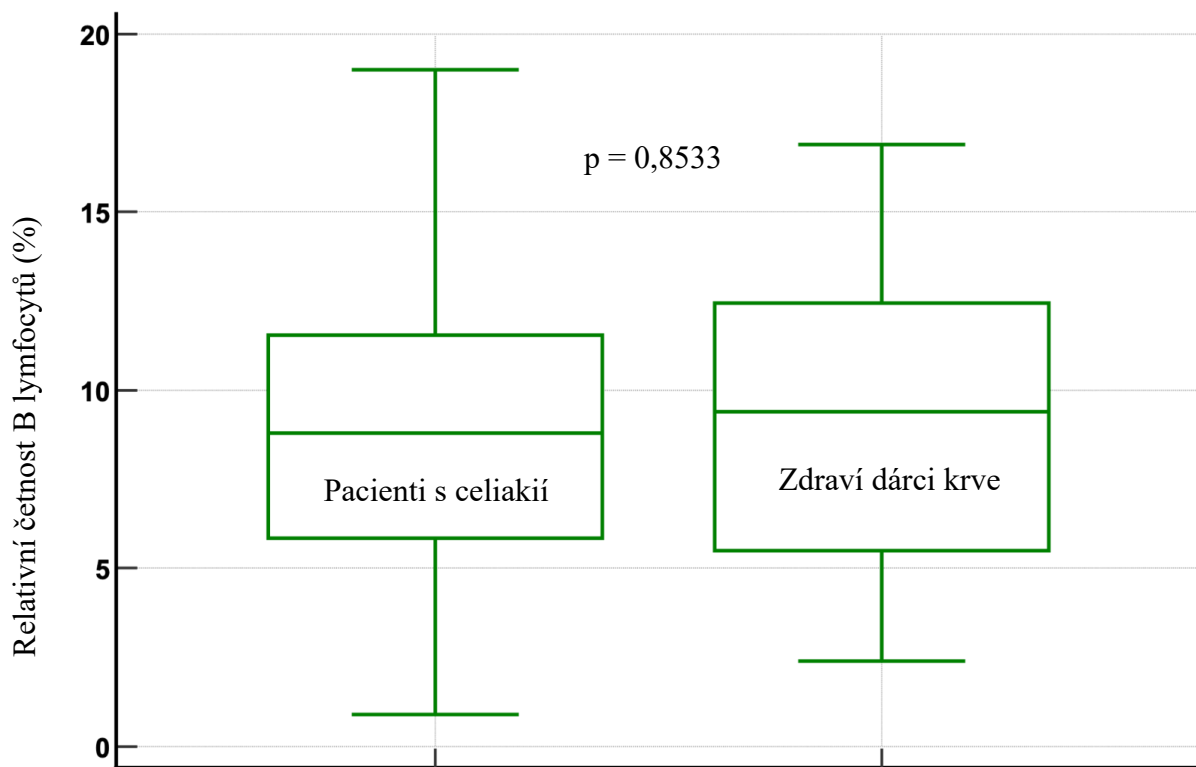 20
p = 0,8533
15
Relativní četnost B lymfocytů (%)
10
Pacienti s celiakií
Zdraví dárci krve
5
0